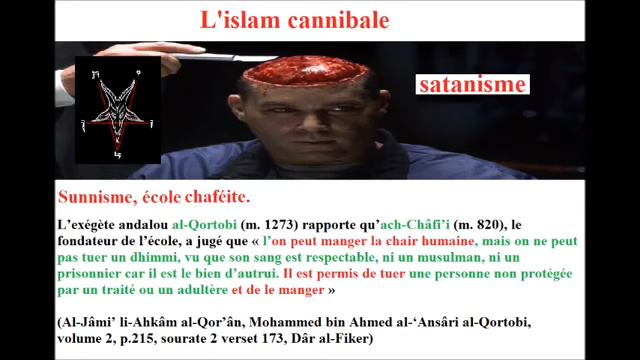 L'islam cannibale
satanisme
Sunnisme, école chaféite.
L'exégète andalou al-Qortobi (m. 1273) rapporte qu'ach-Châfi'i (m. 820), le
fondateur de l'école, a jugé que « l'on peut manger la chair humaine, mais on ne peut
pas tuer un dhimmi, vu que son sang est respectable, ni un musulman, ni un
prisonnier car il est le bien d'autrui. Il est permis de tuer une personne non protégée
par un traité ou un adultère et de le manger »
(Al-Jâmi' li-Ahkâm al-Qor'ân, Mohammed bin Ahmed al-‘Ansâri al-Qortobi,
volume 2, p.215, sourate 2 verset 173, Dâr al-Fiker)